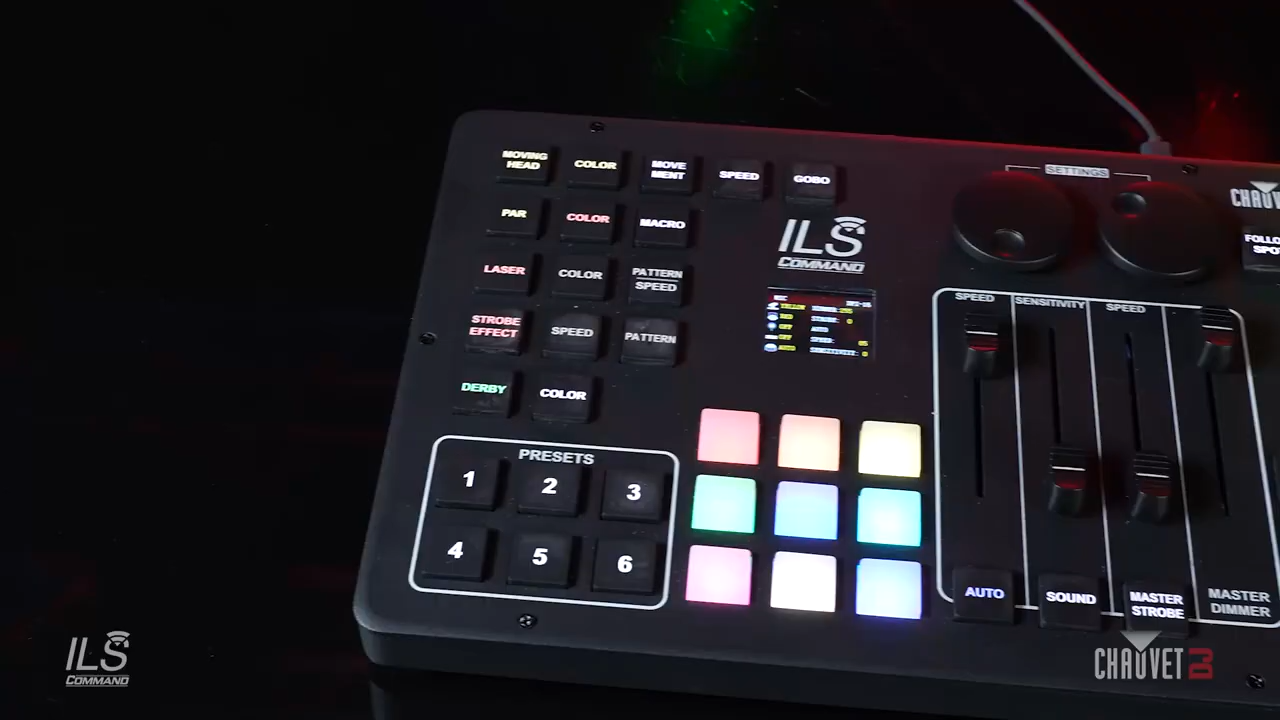 MOVING
HEAD
COLOR
MOVE
MENT
SPEED
GOBO
SETTINGS
PAR
COLOR
MACRO
ILS
COMMAND
LASER
COLOR
PATTERN
SPEED
STROBE
EFFECT
SPEED
PATTERN
DERBY
COLOR
SPEED
SENSITIVITY
SPEED
PRESETS
1
2
3
4
5
6
AUTO
SOUND
MASTER
STROBE
MASTER
DIMMER
ILS
COMMAND
CHAUVET DJ